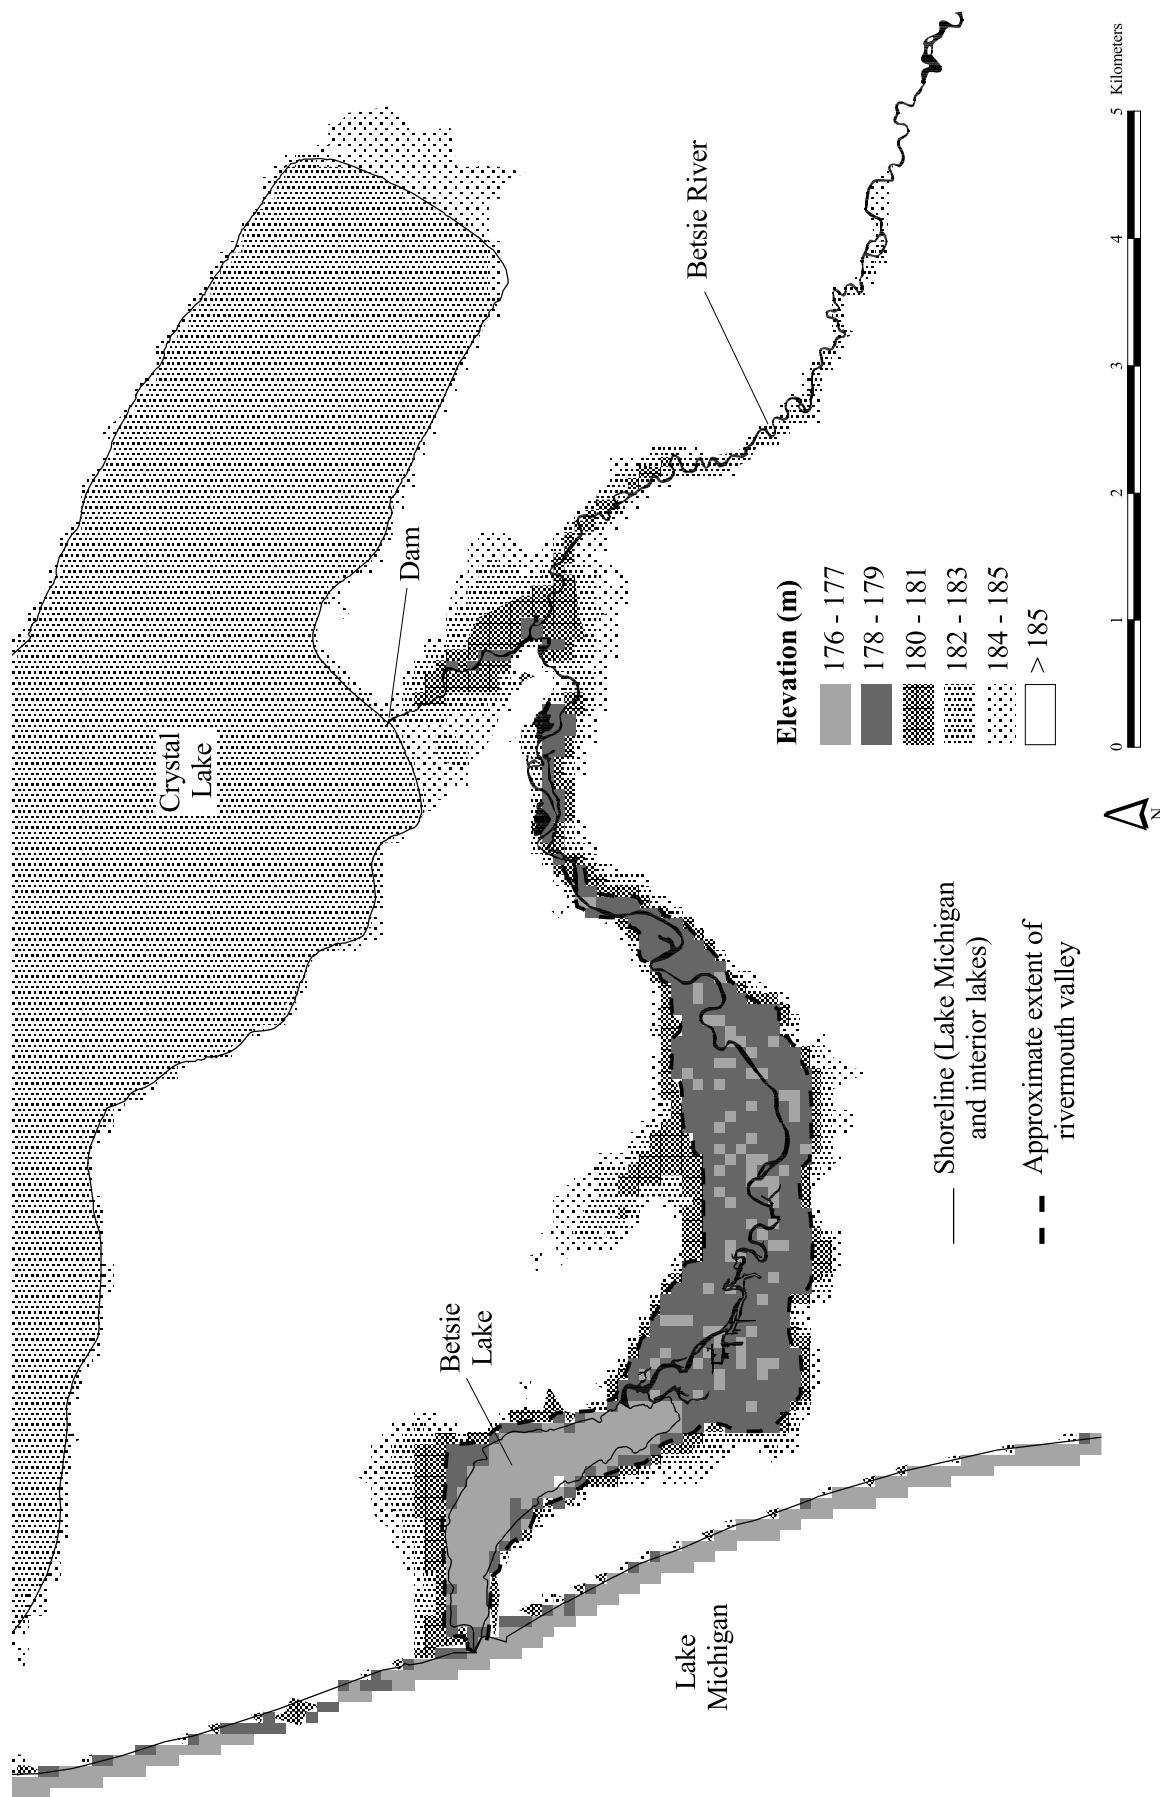 Crystal
Lake
Dam
Betsie River
Betsie
Lake
Lake
Michigan
Elevation (m)
176 - 177
178 - 179
180 - 181
182 - 183
184 - 185
> 185
Shoreline (Lake Michigan
and interior lakes)
Approximate extent of
rivermouth valley
N
0 1 2 3 4 5 Kilometers